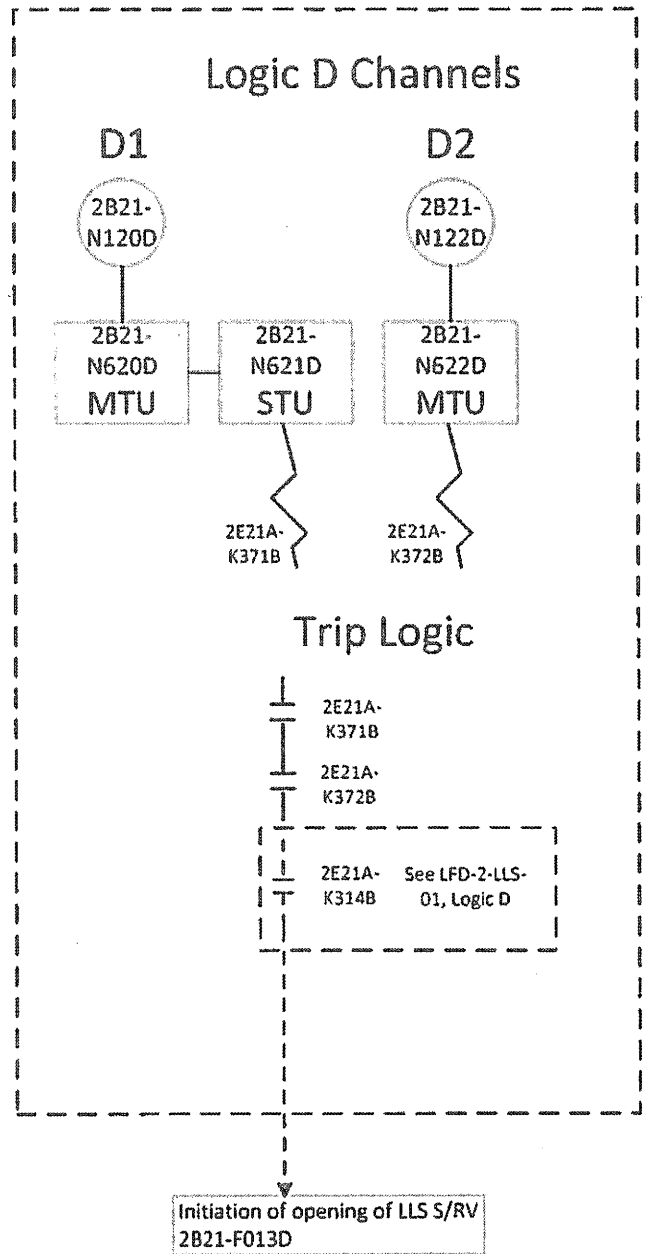 Logic D Channels
D1
D2
2B21-
N120D
2B21-
N122D
2B21-
N620D
MTU
2B21-
N621D
STU
2B21-
N622D
MTU
2E21A-
K371B
2E21A-
K372B
Trip Logic
2E21A-
K371B
2E21A-
K372B
2E21A-
K314B
See LFD-2-LLS-
01, Logic D
Initiation of opening of LLS S/RV
2B21-F013D